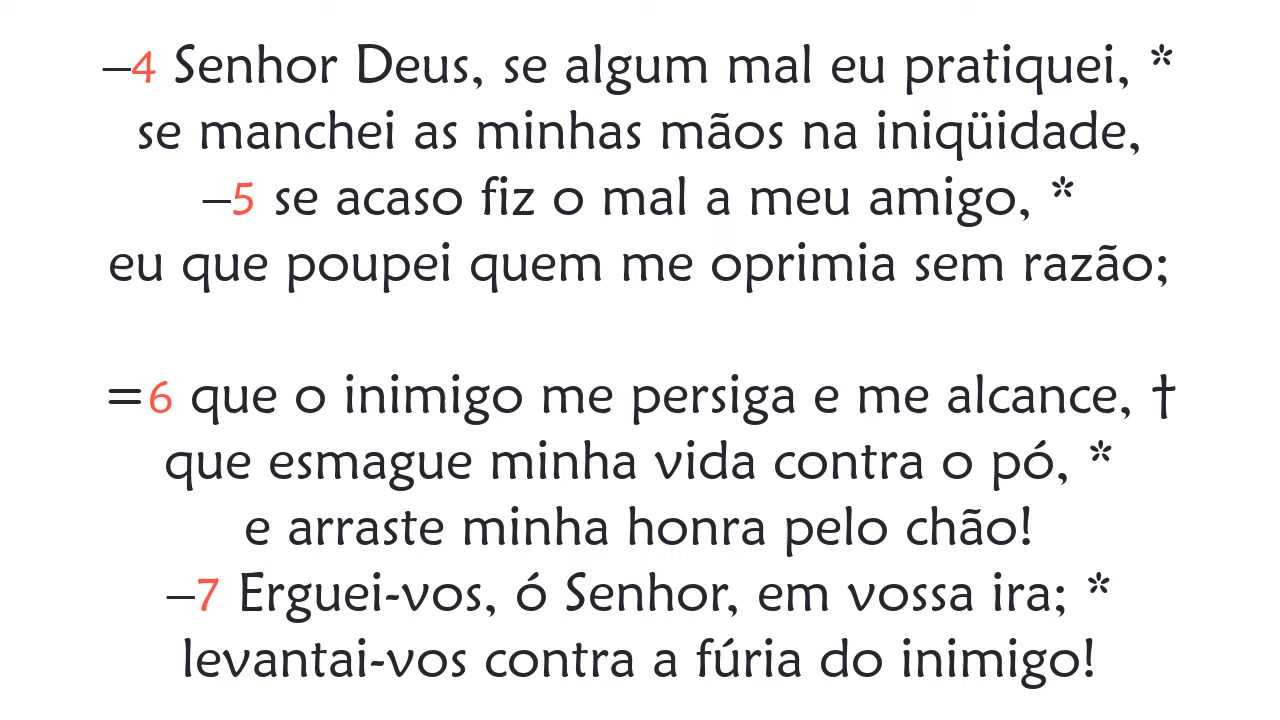 –4 Senhor Deus, se algum mal eu pratiquei, *
se manchei as minhas mãos na iniqüidade,
–5 se acaso fiz o mal a meu amigo, *
eu que poupei quem me oprimia sem razão;
=6 que o inimigo me persiga e me alcance, †
que esmague minha vida contra o pó, *
e arraste minha honra pelo chão!
–7 Erguei-vos, ó Senhor, em vossa ira; *
levantai-vos contra a fúria do inimigo!